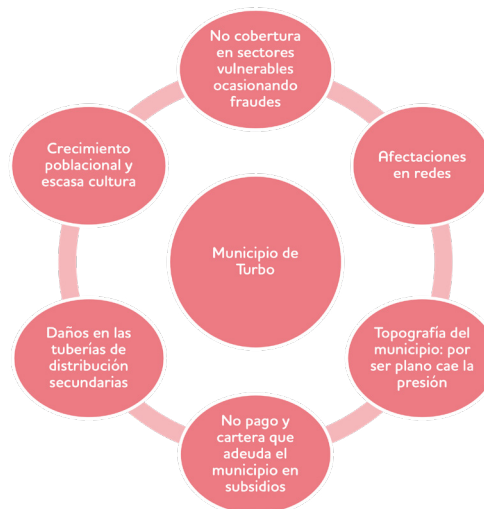 No cobertura
en sectores
vulnerables
ocasionando
fraudes
Afectaciones
en redes
Topografía del
municipio: por
ser plano cae la
presión
No pago y
cartera que
adeuda el
municipio en
subsidios
Daños en las
tuberías de
distribución
secundarias
Crecimiento
poblacional y
escasa cultura
Municipio de
Turbo